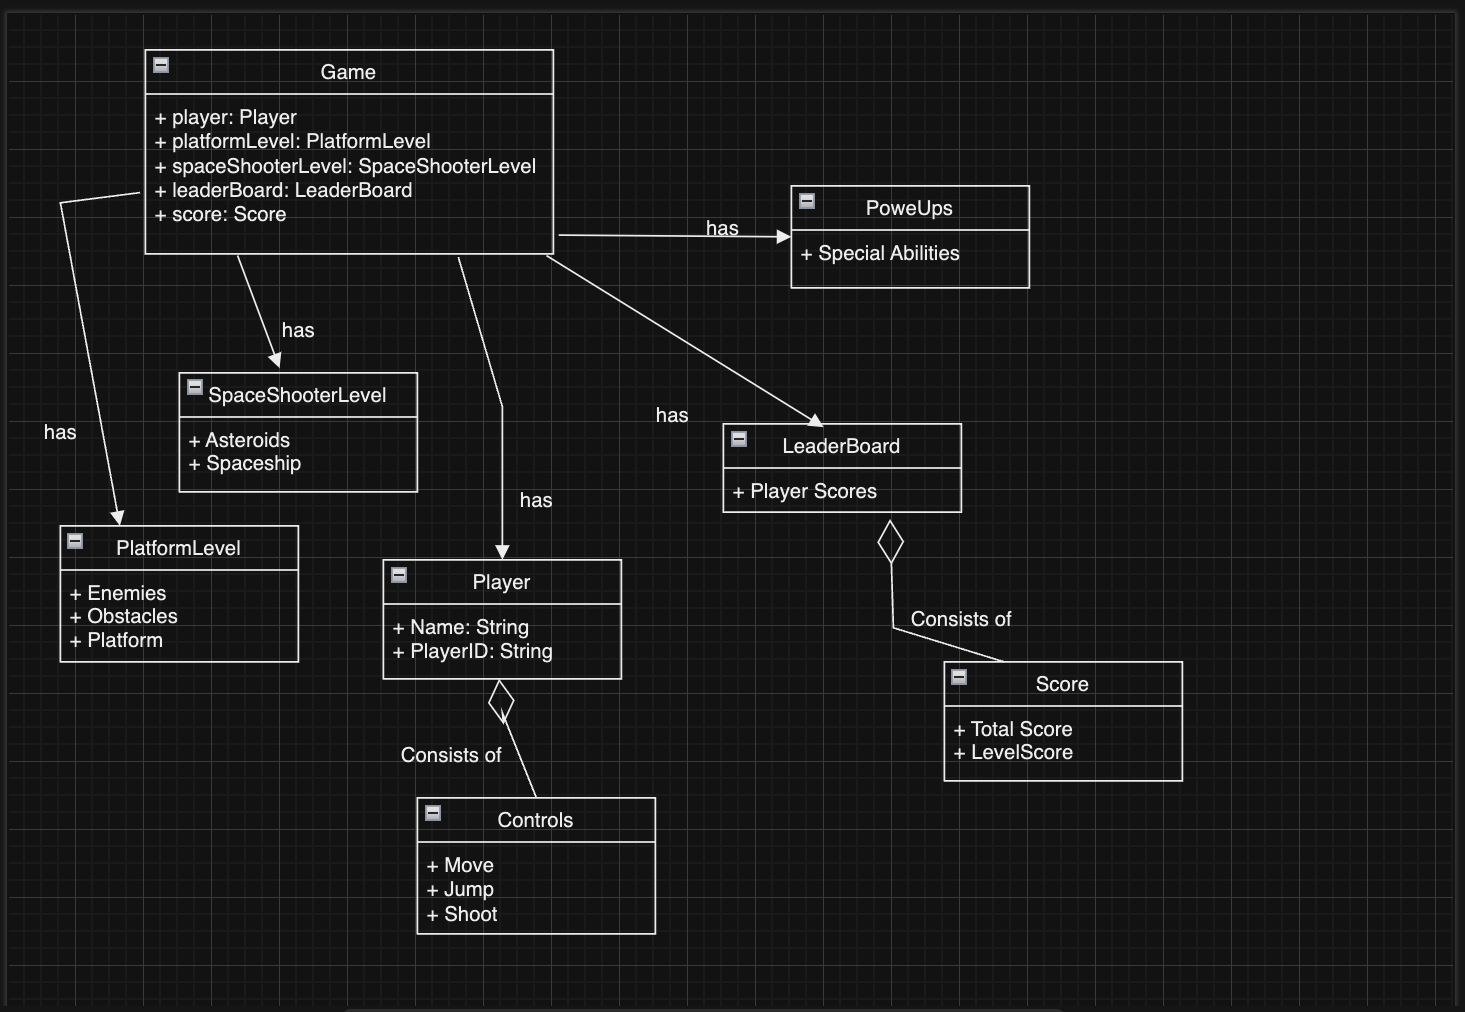 Game
+ player: Player
+ platformLevel: PlatformLevel
+ spaceShooterLevel: SpaceShooterLevel
+ leaderBoard: LeaderBoard
+ score: Score
has
PoweUps
+ Special Abilities
has
SpaceShooterLevel
+ Asteroids
+ Spaceship
has
has
LeaderBoard
+ Player Scores
has
PlatformLevel
+ Enemies
+ Obstacles
+ Platform
Player
+ Name: String
+ PlayerID: String
Consists of
Score
+ Total Score
+ LevelScore
Consists of
Controls
+ Move
+ Jump
+ Shoot